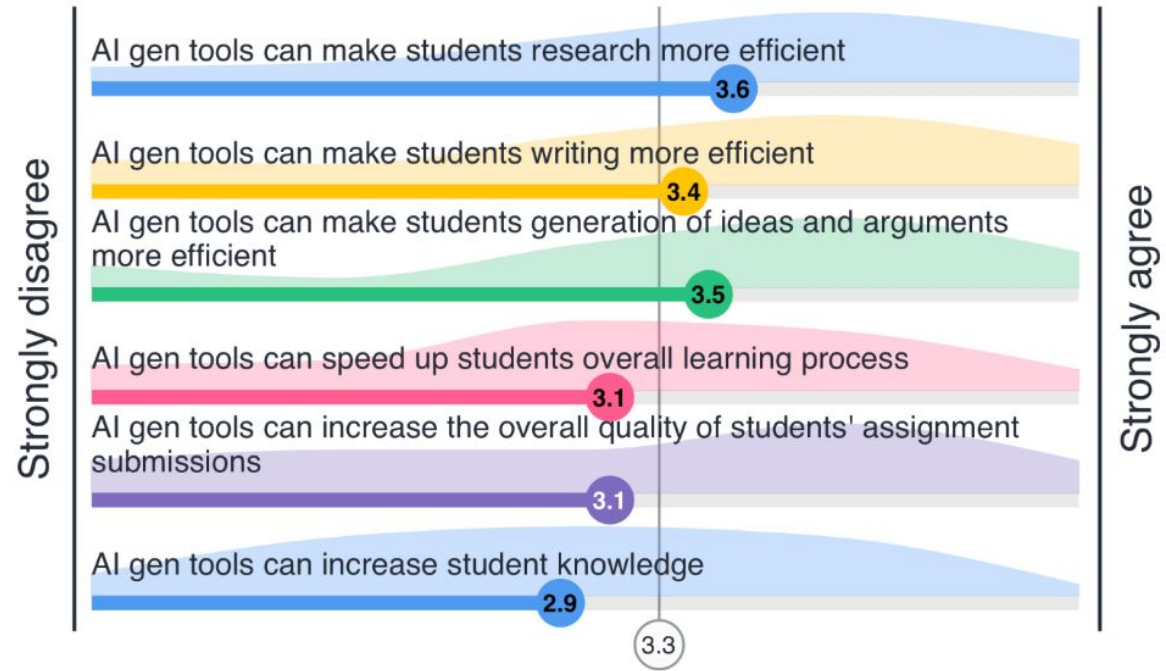 Strongly disagree
AI gen tools can make students research more efficient
3.6
AI gen tools can make students writing more efficient
3.4
AI gen tools can make students generation of ideas and arguments
more efficient
3.5
AI gen tools can speed up students overall learning process
3.1
AI gen tools can increase the overall quality of students' assignment
submissions
3.1
AI gen tools can increase student knowledge
2.9
3.3
Strongly agree